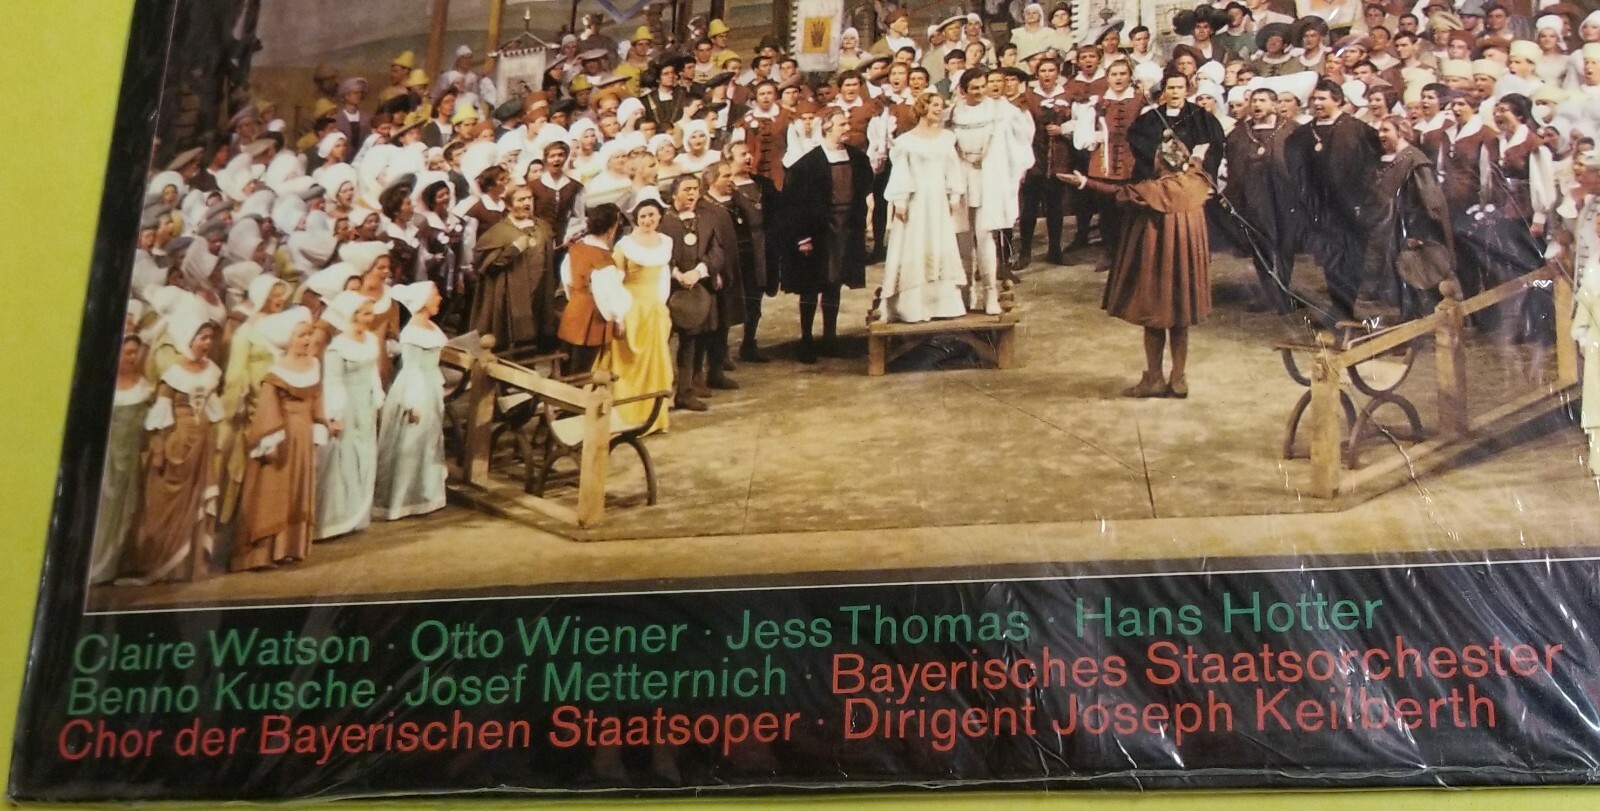 Claire Watson · Otto Wiener · Jess Thomas · Hans Hotter
Benno Kusche · Josef Metternich · Bayerisches Staatsorchester
Chor der Bayerischen Staatsoper · Dirigent Joseph Keilberth